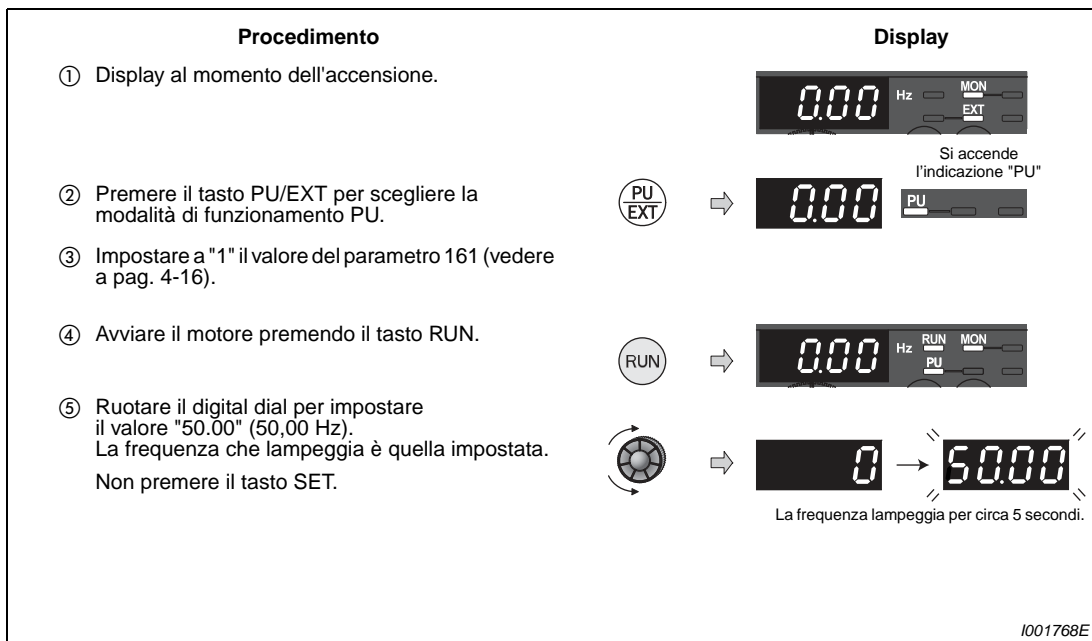 Procedimento
Display
① Display al momento dell'accensione.
0.00 Hz MON
EXT
Si accende
l'indicazione "PU"
② Premere il tasto PU/EXT per scegliere la
modalità di funzionamento PU.
PU
EXT
0.00
PU
③ Impostare a "1" il valore del parametro 161 (vedere
a pag. 4-16).
④ Avviare il motore premendo il tasto RUN.
RUN
0.00 Hz RUN MON
PU
⑤ Ruotare il digital dial per impostare
il valore "50.00" (50,00 Hz).
La frequenza che lampeggia è quella impostata.
Non premere il tasto SET.
0 → 50.00
La frequenza lampeggia per circa 5 secondi.
I001768E